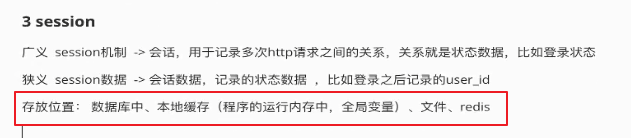 3 session
广义 session机制 -> 会话，用于记录多次http请求之间的关系，关系就是状态数据，比如登录状态
狭义 session数据 -> 会话数据，记录的状态数据 ，比如登录之后记录的user_id
存放位置： 数据库中、本地缓存（程序的运行内存中，全局变量）、文件、redis